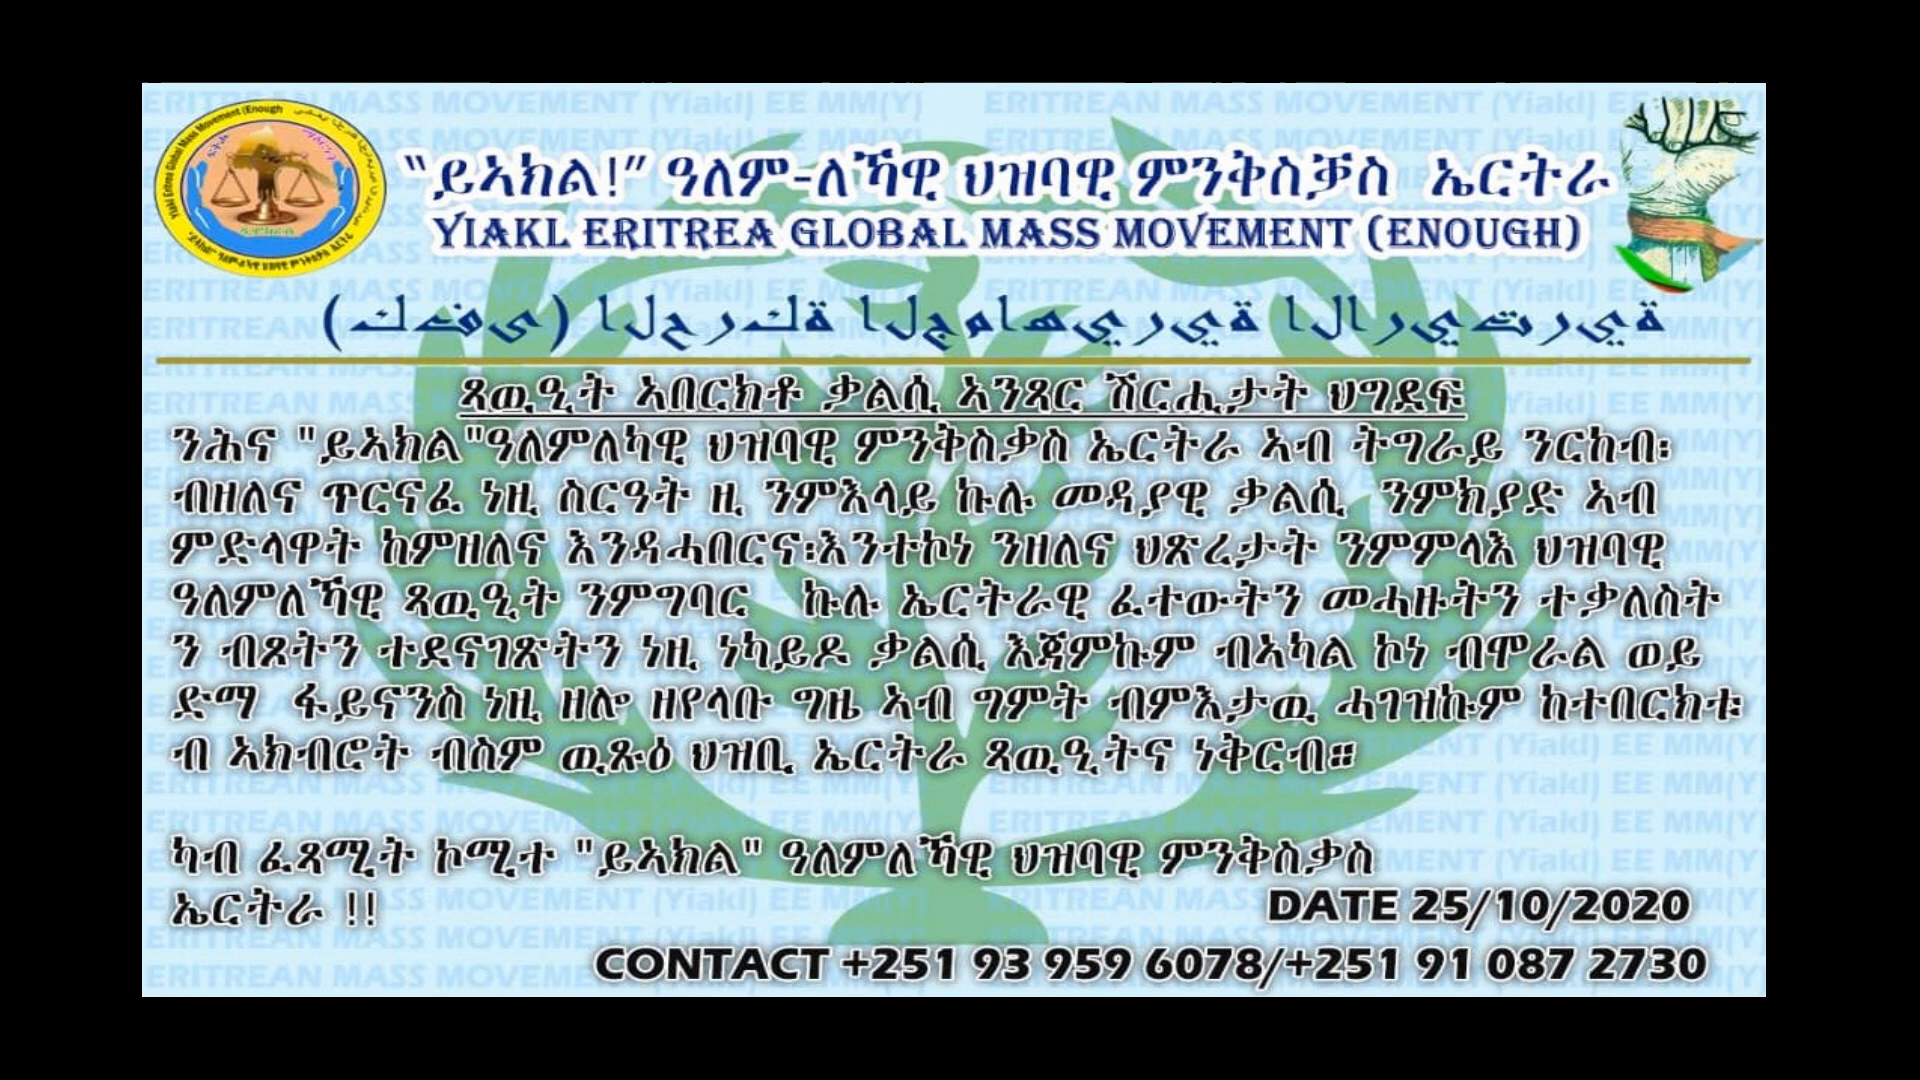 "ይኣክል!" ዓለም-ለኻዊ ህዝባዊ ምንቅስቓስ ኤርትራ
YIAKL ERITREA GLOBAL MASS MOVEMENT (ENOUGH)
ጻዉዒት ኣበርክቶ ቃልሲ ኣንጻር ሽርሒታት ህግደፍ
ንሕና "ይኣክል"ዓለምለካዊ ህዝባዊ ምንቅስቃስ ኤርትራ ኣብ ትግራይ ንርከብ፡
ብዘለና ጥርናፈ ነዚ ስርዓት ዚ ንምእላይ ኩሉ መዳያዊ ቃልሲ ንምክያድ ኣብ
ምድላዋት ከምዘለና እንዳሓበርና፡እንተኮነ ንዘለና ህጽረታት ንምምላእ ህዝባዊ
ዓለምለኻዊ ጻዉዒት ንምግባር ኩሉ ኤርትራዊ ፈተውትን መሓዙትን ተቃለስት
ን ብጾትን ተደናገጽትን ነዚ ነካይዶ ቃልሲ እጃምኩም ብኣካል ኮነ ብሞራል ወይ
ድማ ፋይናንስ ነዚ ዘሎ ዘየላቡ ግዜ ኣብ ግምት ብምእታዉ ሓገዝኩም ከተበርክቱ፡
ብ ኣክብሮት ብስም ዉጹዕ ህዝቢ ኤርትራ ጻዉዒትና ነቅርብ።
ካብ ፈጻሚት ኮሚተ "ይኣክል" ዓለምለኻዊ ህዝባዊ ምንቅስቃስ
ኤርትራ !!
DATE 25/10/2020
CONTACT +251 93 959 6078/+251 91 087 2730